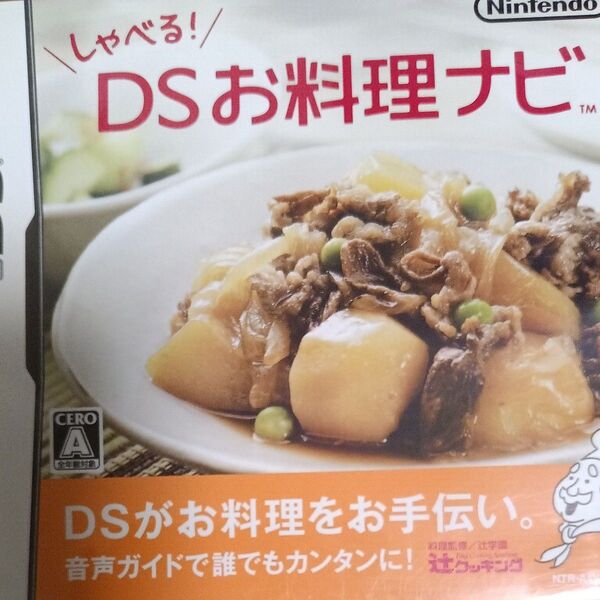 Nintendo
しゃべる!
DSお料理ナビ™
CERO
A
全年齢対象
DSがお料理をお手伝い。
音声ガイドで誰でもカンタンに!
料理監修/辻学園
辻クッキング